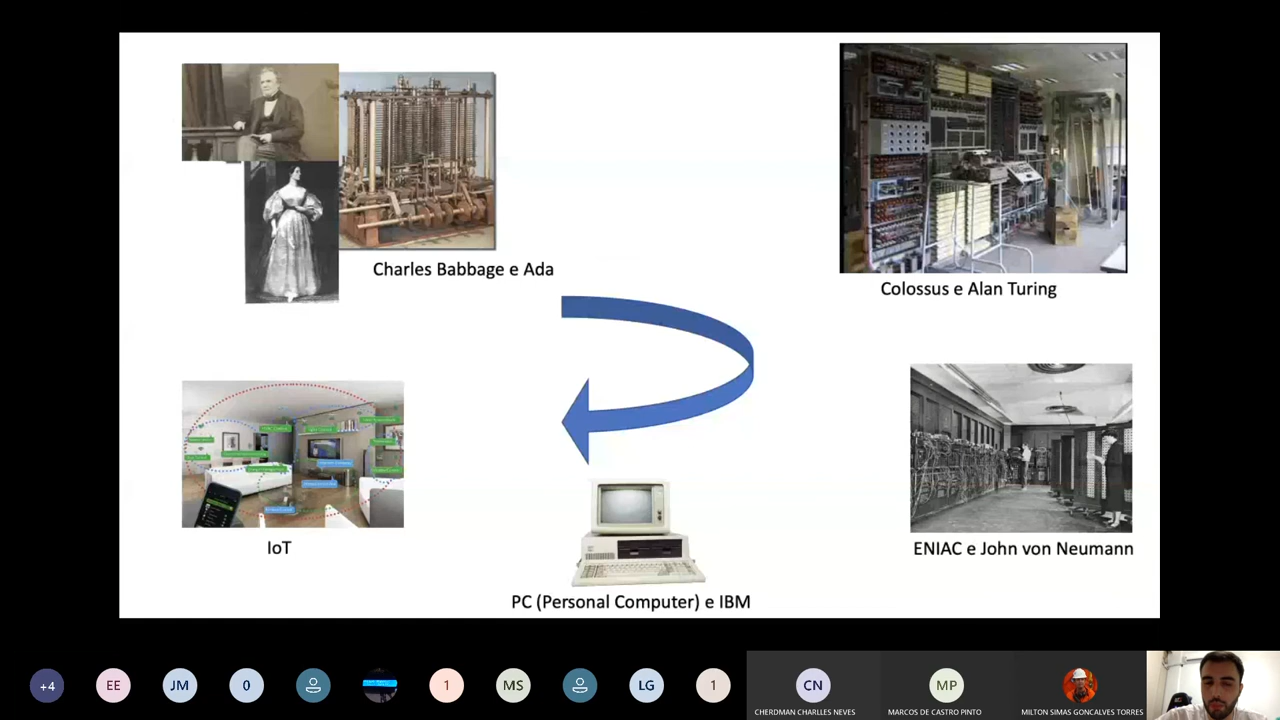 Charles Babbage e Ada
Colossus e Alan Turing
IoT
ENIAC e John von Neumann
PC (Personal Computer) e IBM
+4
EE
JM
0
1
MS
LG
1
CN
MP
CHERDMAN CHARLLES NEVES
MARCOS DE CASTRO PINTO
MILTON SIMAS GONCALVES TORRES